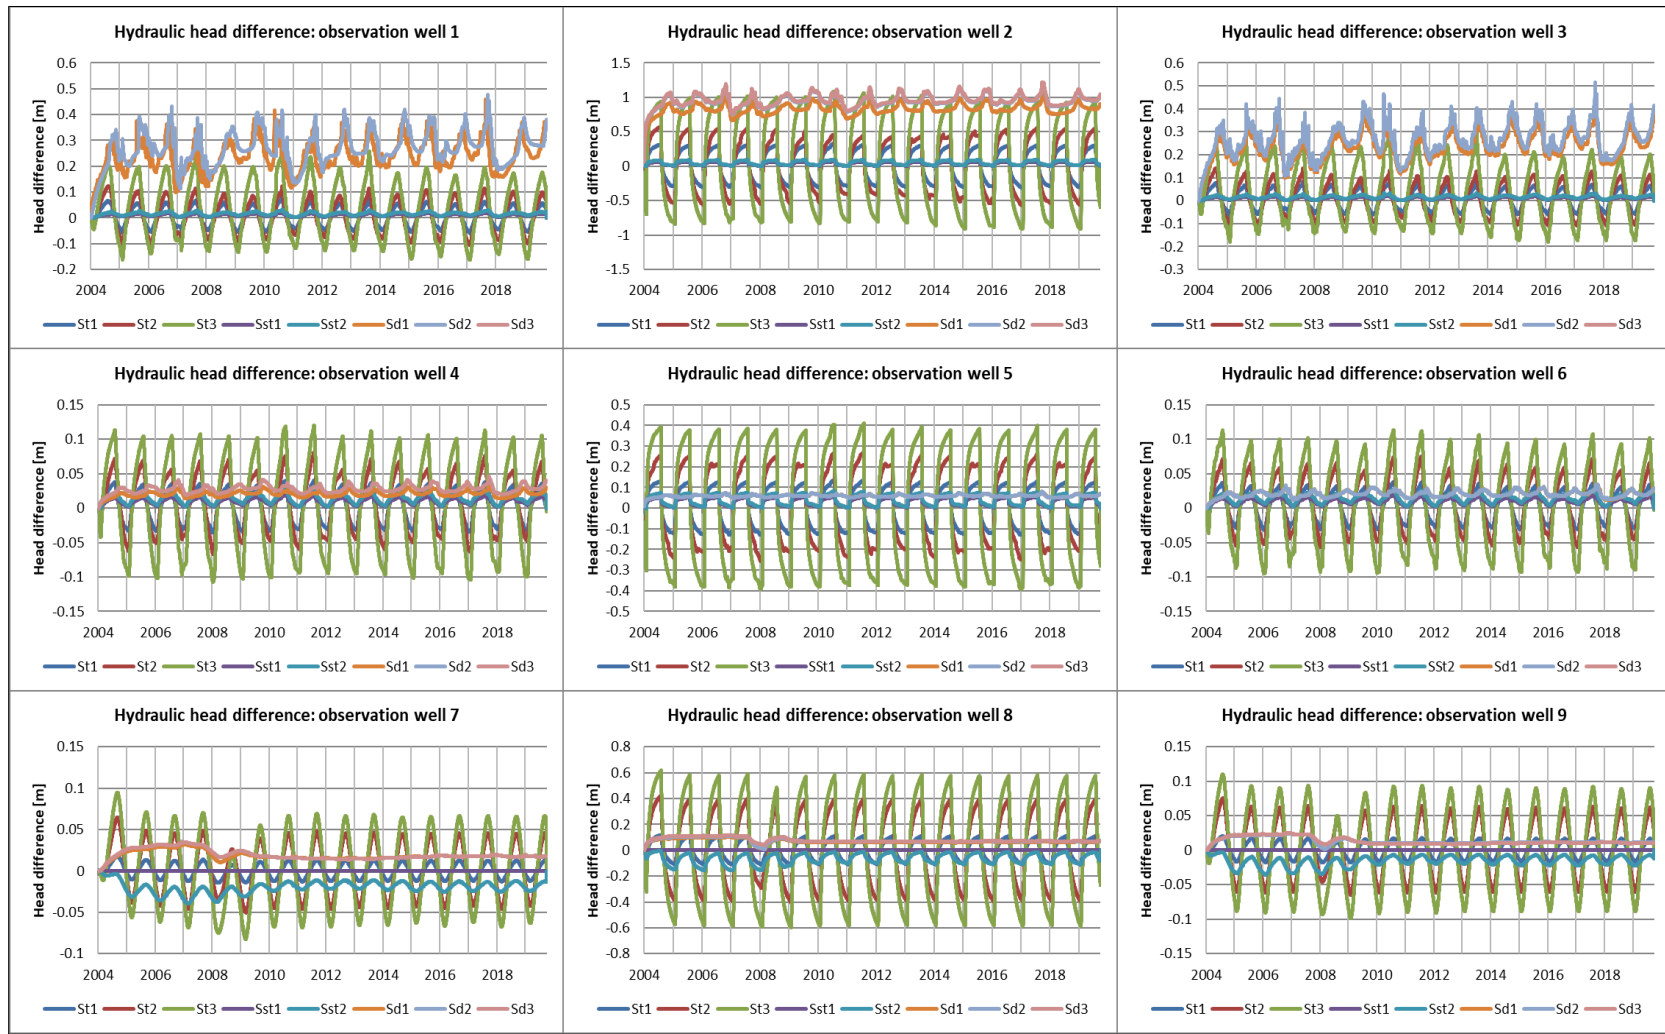 Hydraulic head difference: observation well 1
Head difference [m]
0.6
0.5
0.4
0.3
0.2
0.1
0
-0.1
-0.2
2004 2006 2008 2010 2012 2014 2016 2018
St1 St2 St3 Sst1 Sst2 Sd1 Sd2 Sd3
Hydraulic head difference: observation well 2
Head difference [m]
1.5
1
0.5
0
-0.5
-1
-1.5
2004 2006 2008 2010 2012 2014 2016 2018
St1 St2 St3 Sst1 Sst2 Sd1 Sd2 Sd3
Hydraulic head difference: observation well 3
Head difference [m]
0.6
0.5
0.4
0.3
0.2
0.1
0
-0.1
-0.2
-0.3
2004 2006 2008 2010 2012 2014 2016 2018
St1 St2 St3 Sst1 Sst2 Sd1 Sd2 Sd3
Hydraulic head difference: observation well 4
Head difference [m]
0.15
0.1
0.05
0
-0.05
-0.1
-0.15
2004 2006 2008 2010 2012 2014 2016 2018
St1 St2 St3 Sst1 Sst2 Sd1 Sd2 Sd3
Hydraulic head difference: observation well 5
Head difference [m]
0.5
0.4
0.3
0.2
0.1
0
-0.1
-0.2
-0.3
-0.4
-0.5
2004 2006 2008 2010 2012 2014 2016 2018
St1 St2 St3 SSt1 Sst2 Sd1 Sd2 Sd3
Hydraulic head difference: observation well 6
Head difference [m]
0.15
0.1
0.05
0
-0.05
-0.1
-0.15
2004 2006 2008 2010 2012 2014 2016 2018
St1 St2 St3 Sst1 SSt2 Sd1 Sd2 Sd3
Hydraulic head difference: observation well 7
Head difference [m]
0.15
0.1
0.05
0
-0.05
-0.1
2004 2006 2008 2010 2012 2014 2016 2018
St1 St2 St3 Sst1 Sst2 Sd1 Sd2 Sd3
Hydraulic head difference: observation well 8
Head difference [m]
0.8
0.6
0.4
0.2
0
-0.2
-0.4
-0.6
-0.8
2004 2006 2008 2010 2012 2014 2016 2018
St1 St2 St3 Sst1 Sst2 Sd1 Sd2 Sd3
Hydraulic head difference: observation well 9
Head difference [m]
0.15
0.1
0.05
0
-0.05
-0.1
-0.15
2004 2006 2008 2010 2012 2014 2016 2018
St1 St2 St3 Sst1 Sst2 Sd1 Sd2 Sd3